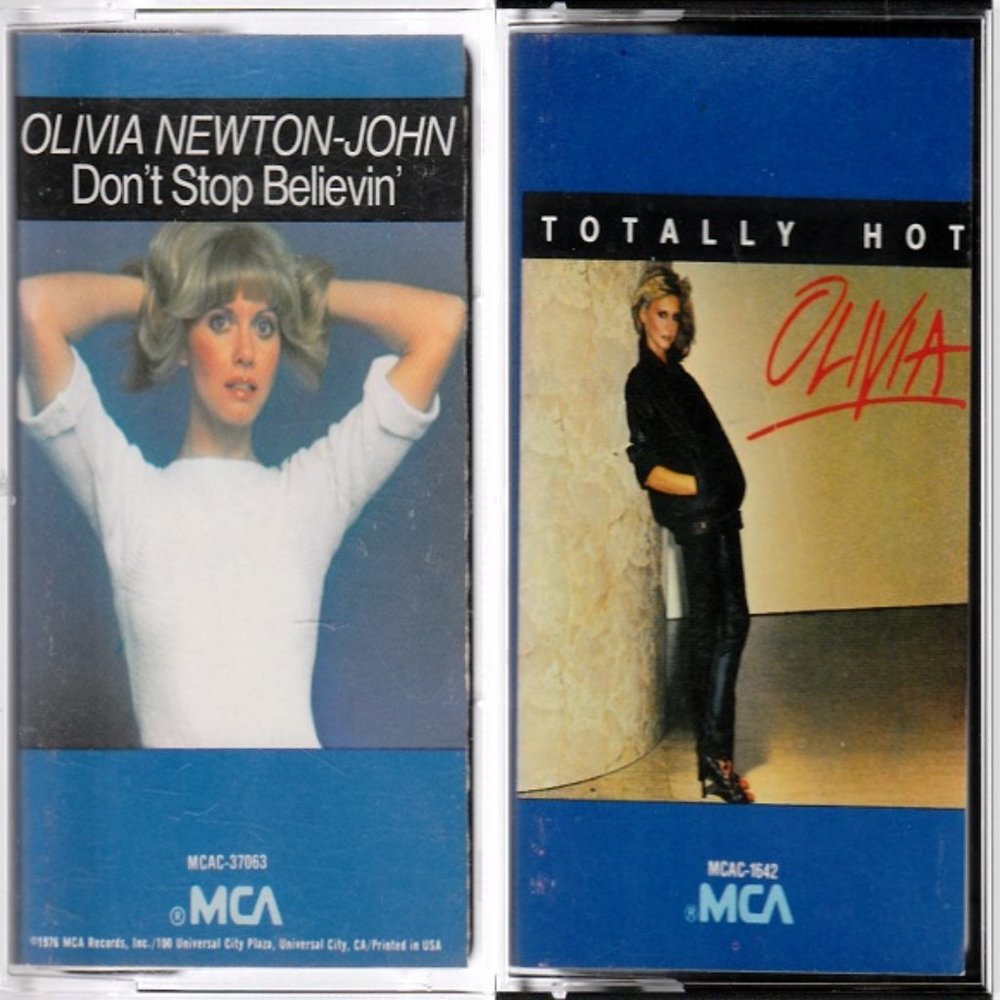 OLIVIA NEWTON-JOHN
Don't Stop Believin'
MCAC-37063
® MCA
©1976 MCA Records, Inc./100 Universal City Plaza, Universal City, CA/Printed in USA
TOTALLY HOT
OLIVIA
MCAC-1642
® MCA